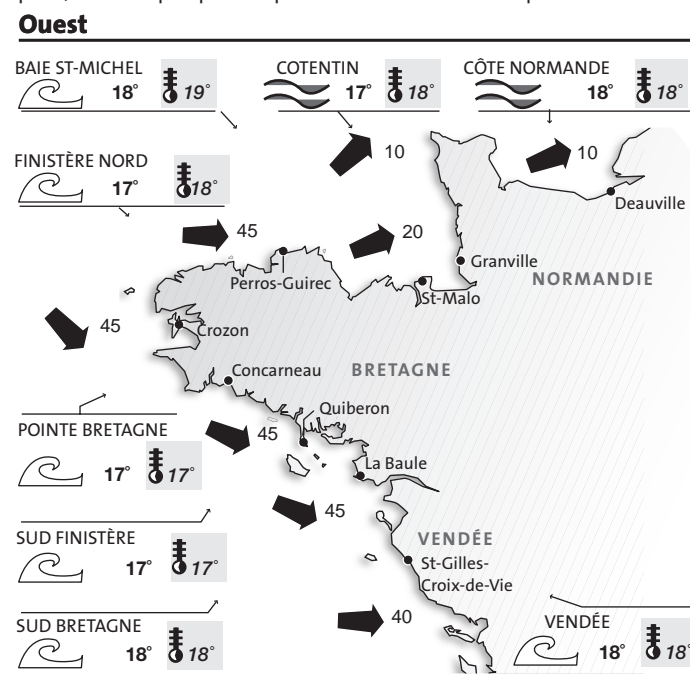 Ouest
BAIE ST-MICHEL
18° 19°
COTENTIN
17° 18°
CÔTE NORMANDE
18° 18°
10
10
FINISTÈRE NORD
17° 18°
Deauville
45
20
Granville
NORMANDIE
Perros-Guirec
St-Malo
45
Crozon
Concarneau
BRETAGNE
Quiberon
POINTE BRETAGNE
17° 17°
45
La Baule
45
SUD FINISTÈRE
17° 17°
VENDÉE
St-Gilles-
Croix-de-Vie
40
SUD BRETAGNE
18° 18°
VENDÉE
18° 18°